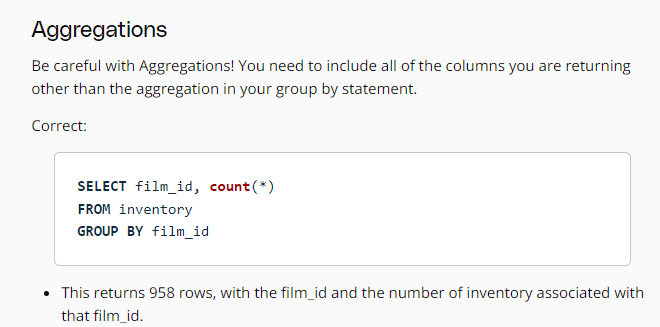 Aggregations
Be careful with Aggregations! You need to include all of the columns you are returning
other than the aggregation in your group by statement.
Correct:
SELECT film_id, count(*)
FROM inventory
GROUP BY film_id
• This returns 958 rows, with the film_id and the number of inventory associated with
that film_id.